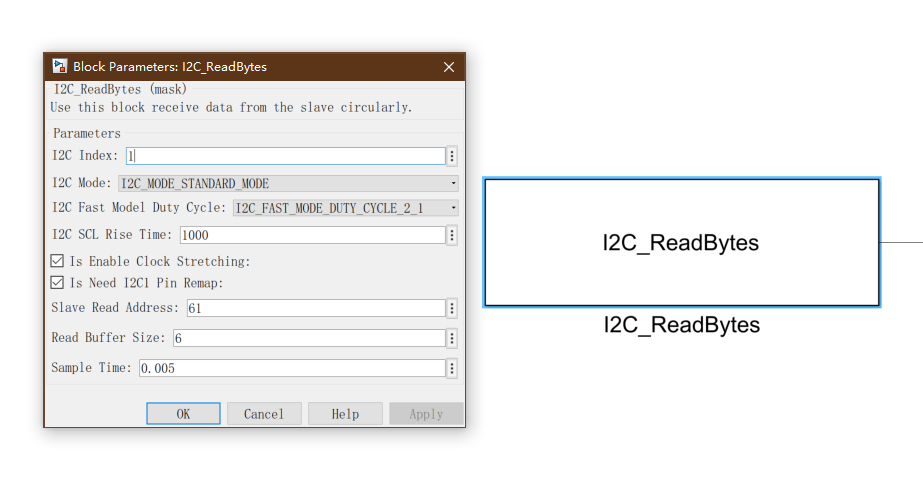 Block Parameters: I2C_ReadBytes
I2C_ReadBytes (mask)
Use this block receive data from the slave circularly.
Parameters
I2C Index: 1
I2C Mode: I2C_MODE_STANDARD_MODE
I2C Fast Model Duty Cycle: I2C_FAST_MODE_DUTY_CYCLE_2_1
I2C SCL Rise Time: 1000
Is Enable Clock Stretching:
Is Need I2C1 Pin Remap:
Slave Read Address: 61
Read Buffer Size: 6
Sample Time: 0.005
OK Cancel Help Apply
I2C_ReadBytes
I2C_ReadBytes